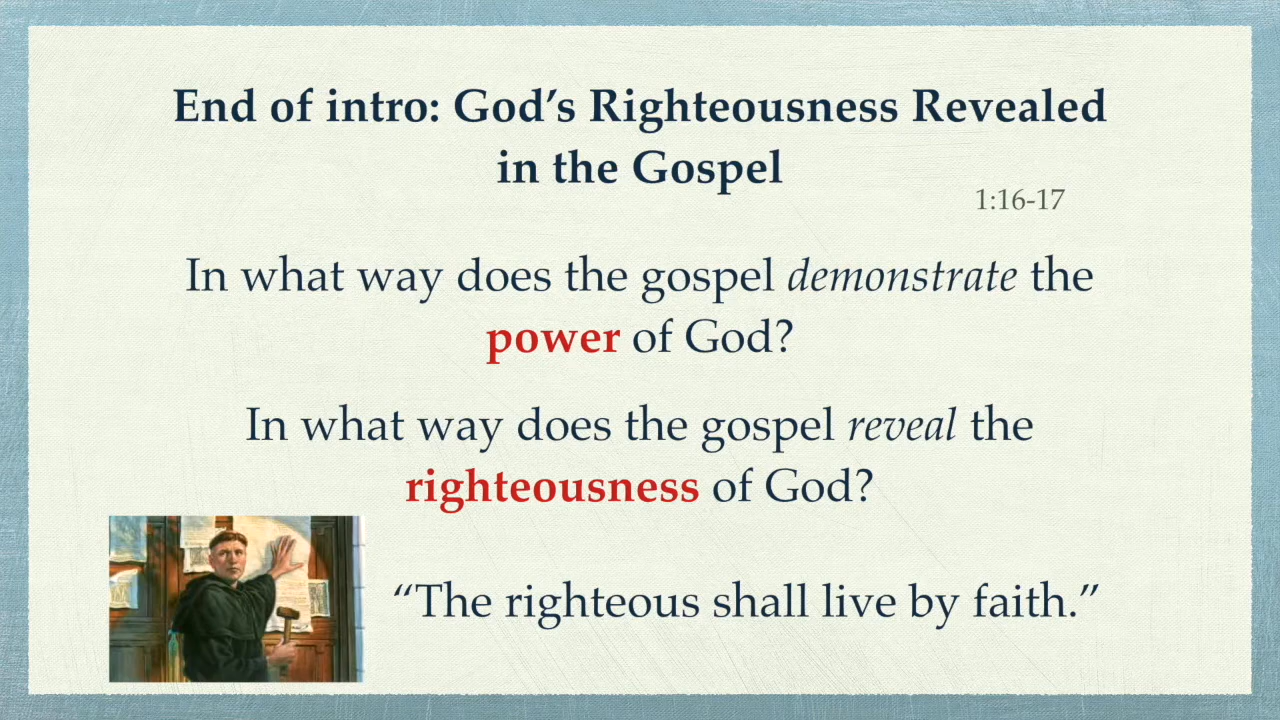 End of intro: God’s Righteousness Revealed
in the Gospel
1:16-17
In what way does the gospel demonstrate the
power of God?
In what way does the gospel reveal the
righteousness of God?
“The righteous shall live by faith.”